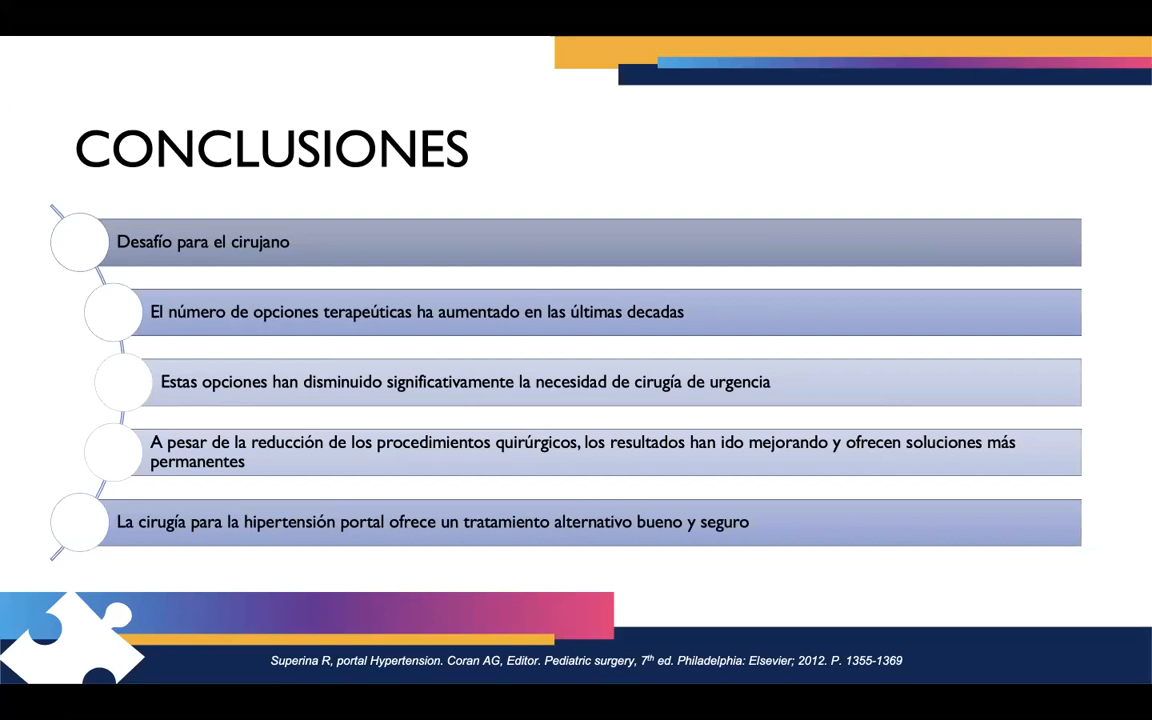 CONCLUSIONES
Desafío para el cirujano
El número de opciones terapeúticas ha aumentado en las últimas decadas
Estas opciones han disminuido significativamente la necesidad de cirugía de urgencia
A pesar de la reducción de los procedimientos quirúrgicos, los resultados han ido mejorando y ofrecen soluciones más
permanentes
La cirugía para la hipertensión portal ofrece un tratamiento alternativo bueno y seguro
Superina R, portal Hypertension. Coran AG, Editor. Pediatric surgery, 7th ed. Philadelphia: Elsevier; 2012. P. 1355-1369